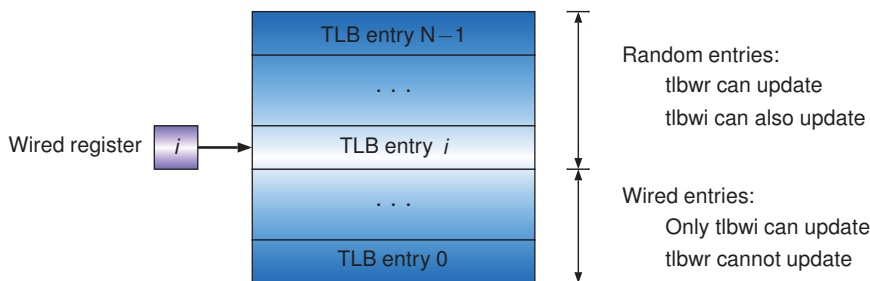 TLB entry N−1
. . .
Wired register
i
TLB entry i
. . .
TLB entry 0
Random entries:
tlbwr can update
tlbwi can also update
Wired entries:
Only tlbwi can update
tlbwr cannot update